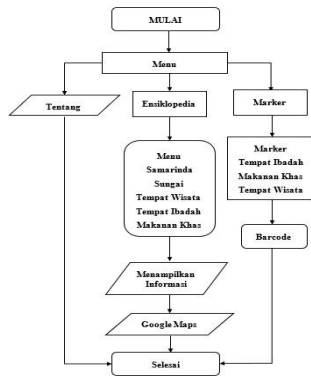 MULAI
Menu
Tentang
Ensiklopedia
Marker
Menu
Samarinda
Sungai
Tempat Wisata
Tempat Ibadah
Makanan Khas
Marker
Tempat Ibadah
Makanan Khas
Tempat Wisata
Barcode
Menampilkan
Informasi
Google Maps
Selesai